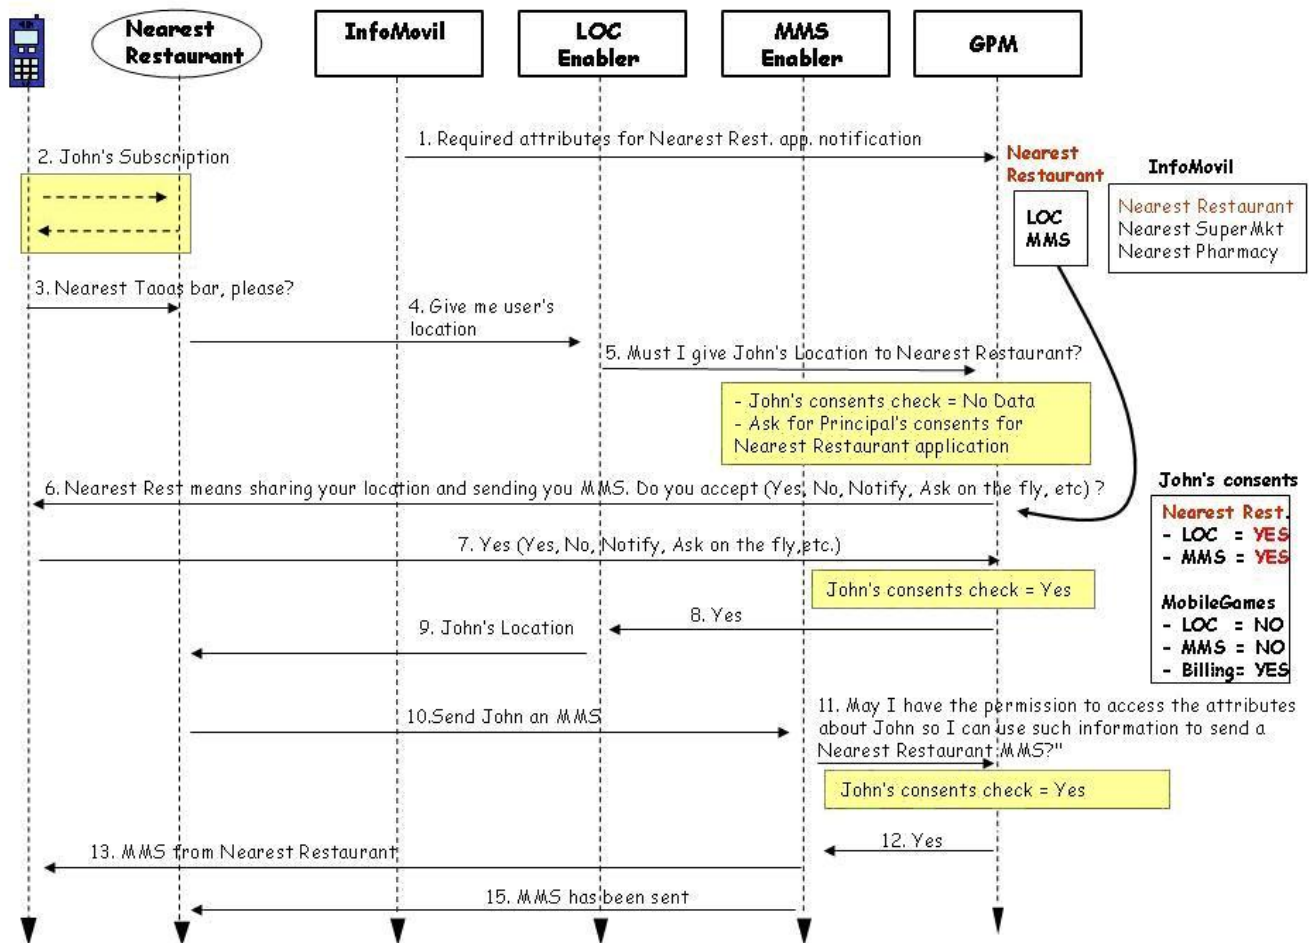 Nearest
Restaurant
InfoMovil
LOC
Enabler
MMS
Enabler
GPM
1. Required attributes for Nearest Rest. app. notification
2. John's Subscription
Nearest
Restaurant
LOC
MMS
InfoMovil
Nearest Restaurant
Nearest SuperMkt
Nearest Pharmacy
3. Nearest Taoas bar, please?
4. Give me user's
location
5. Must I give John's Location to Nearest Restaurant?
- John's consents check = No Data
- Ask for Principal's consents for
Nearest Restaurant application
6. Nearest Rest means sharing your location and sending you MMS. Do you accept (Yes, No, Notify, Ask on the fly, etc) ?
John's consents
Nearest Rest.
- LOC = YES
- MMS = YES
MobileGames
- LOC = NO
- MMS = NO
- Billing= YES
7. Yes (Yes, No, Notify, Ask on the fly,etc.)
John's consents check = Yes
8. Yes
9. John's Location
10.Send John an MMS
11. May I have the permission to access the attributes
about John so I can use such information to send a
Nearest Restaurant MMS?"
John's consents check = Yes
12. Yes
13. MMS from Nearest Restaurant
15. MMS has been sent